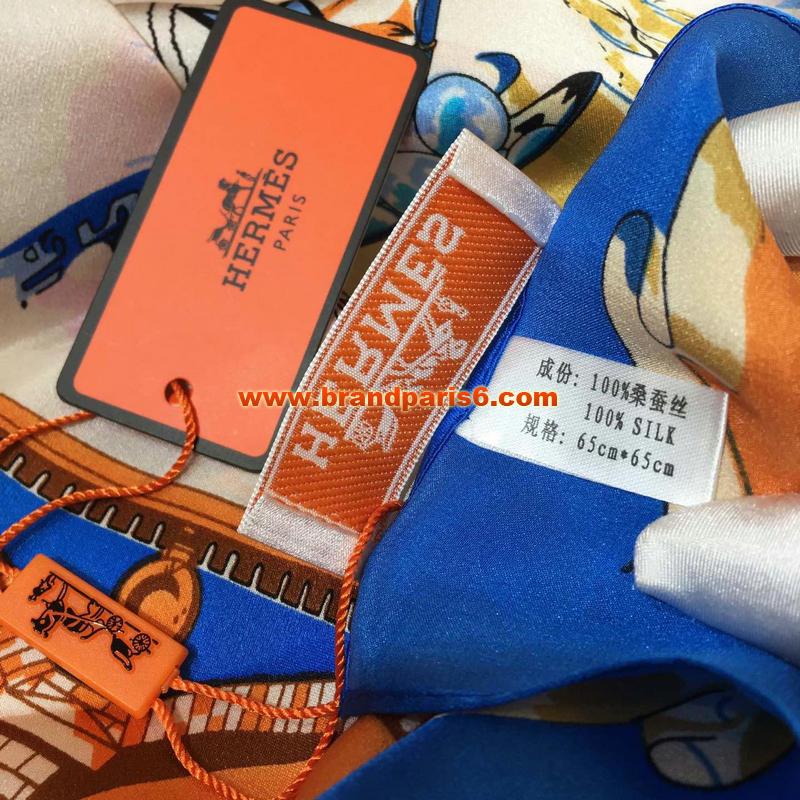 HERMÈS
PARIS
HERMES
www.brandparis6.com
成份: 100%桑蚕丝
100% SILK
规格: 65cm*65cm